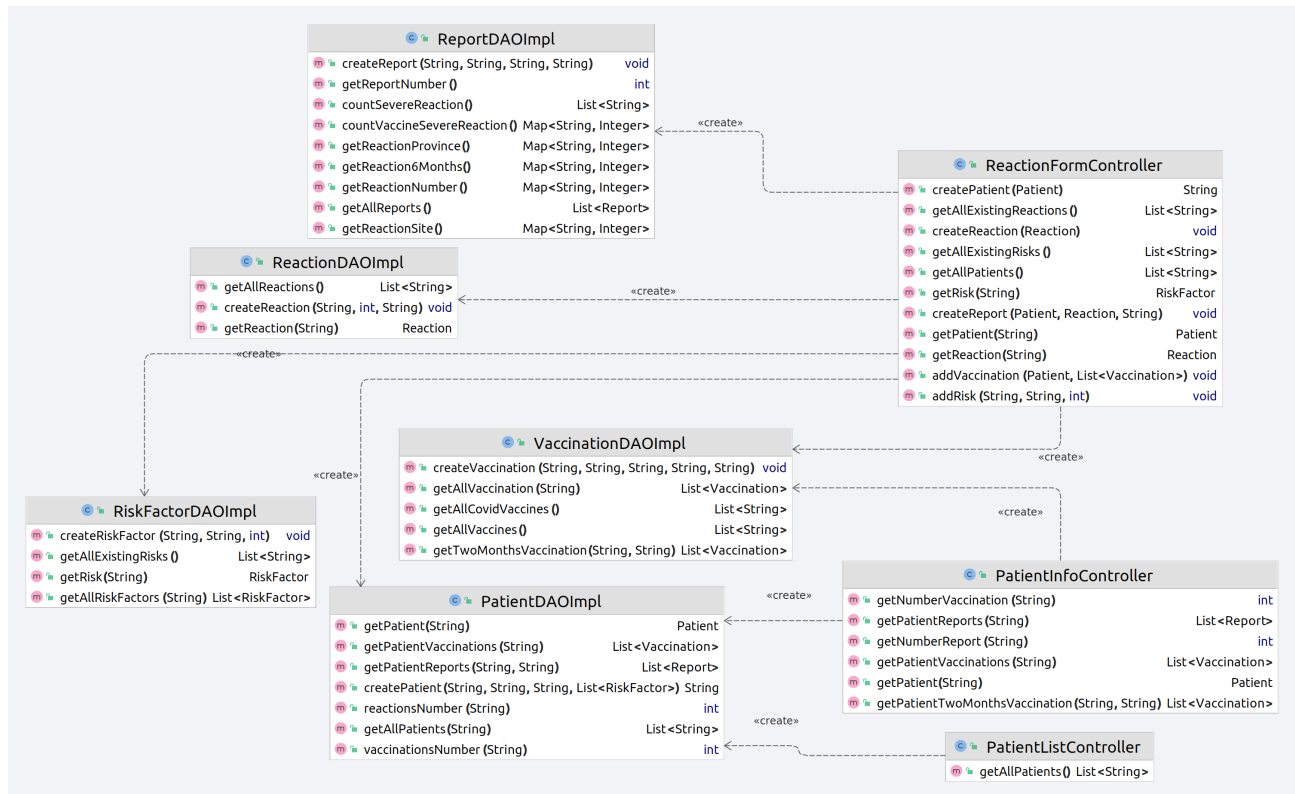 ReportDAOImpl
createReport (String, String, String, String) void
getReportNumber () int
countSevereReaction() List<String>
countVaccineSevereReaction() Map<String, Integer>
getReactionProvince() Map<String, Integer>
getReaction6Months() Map<String, Integer>
getReactionNumber() Map<String, Integer>
getAllReports () List<Report>
getReactionSite() Map<String, Integer>
«create»
ReactionFormController
createPatient (Patient) String
getAllExistingReactions () List<String>
createReaction (Reaction) void
getAllExistingRisks () List<String>
getAllPatients() List<String>
getRisk(String) RiskFactor
createReport (Patient, Reaction, String) void
getPatient(String) Patient
getReaction(String) Reaction
addVaccination (Patient, List<Vaccination>) void
addRisk (String, String, int) void
ReactionDAOImpl
getAllReactions () List<String>
createReaction (String, int, String) void
getReaction(String) Reaction
«create»
«create»
«create»
VaccinationDAOImpl
createVaccination (String, String, String, String, String) void
getAllVaccination (String) List<Vaccination>
getAllCovidVaccines () List<String>
getAllVaccines() List<String>
getTwoMonthsVaccination(String, String) List<Vaccination>
«create»
«create»
RiskFactorDAOImpl
createRiskFactor (String, String, int) void
getAllExistingRisks () List<String>
getRisk(String) RiskFactor
getAllRiskFactors (String) List<RiskFactor>
PatientDAOImpl
getPatient(String) Patient
getPatientVaccinations (String) List<Vaccination>
getPatientReports (String, String) List<Report>
createPatient (String, String, String, List<RiskFactor>) String
reactionsNumber (String) int
getAllPatients(String) List<String>
vaccinationsNumber (String) int
«create»
PatientInfoController
getNumberVaccination (String) int
getPatientReports (String) List<Report>
getNumberReport (String) int
getPatientVaccinations (String) List<Vaccination>
getPatient(String) Patient
getPatientTwoMonthsVaccination(String, String) List<Vaccination>
«create»
PatientListController
getAllPatients() List<String>